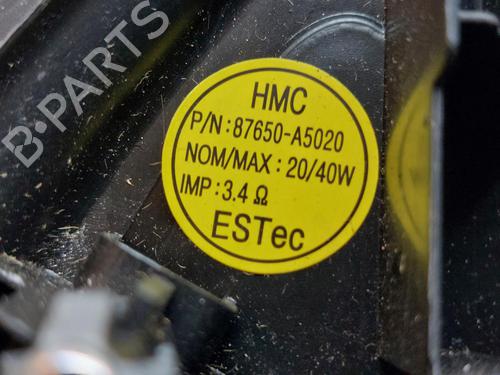 B-PARTS
HMC
P/N:87650-A5020
NOM/MAX : 20/40W
IMP:3.4 Ω
ESTec